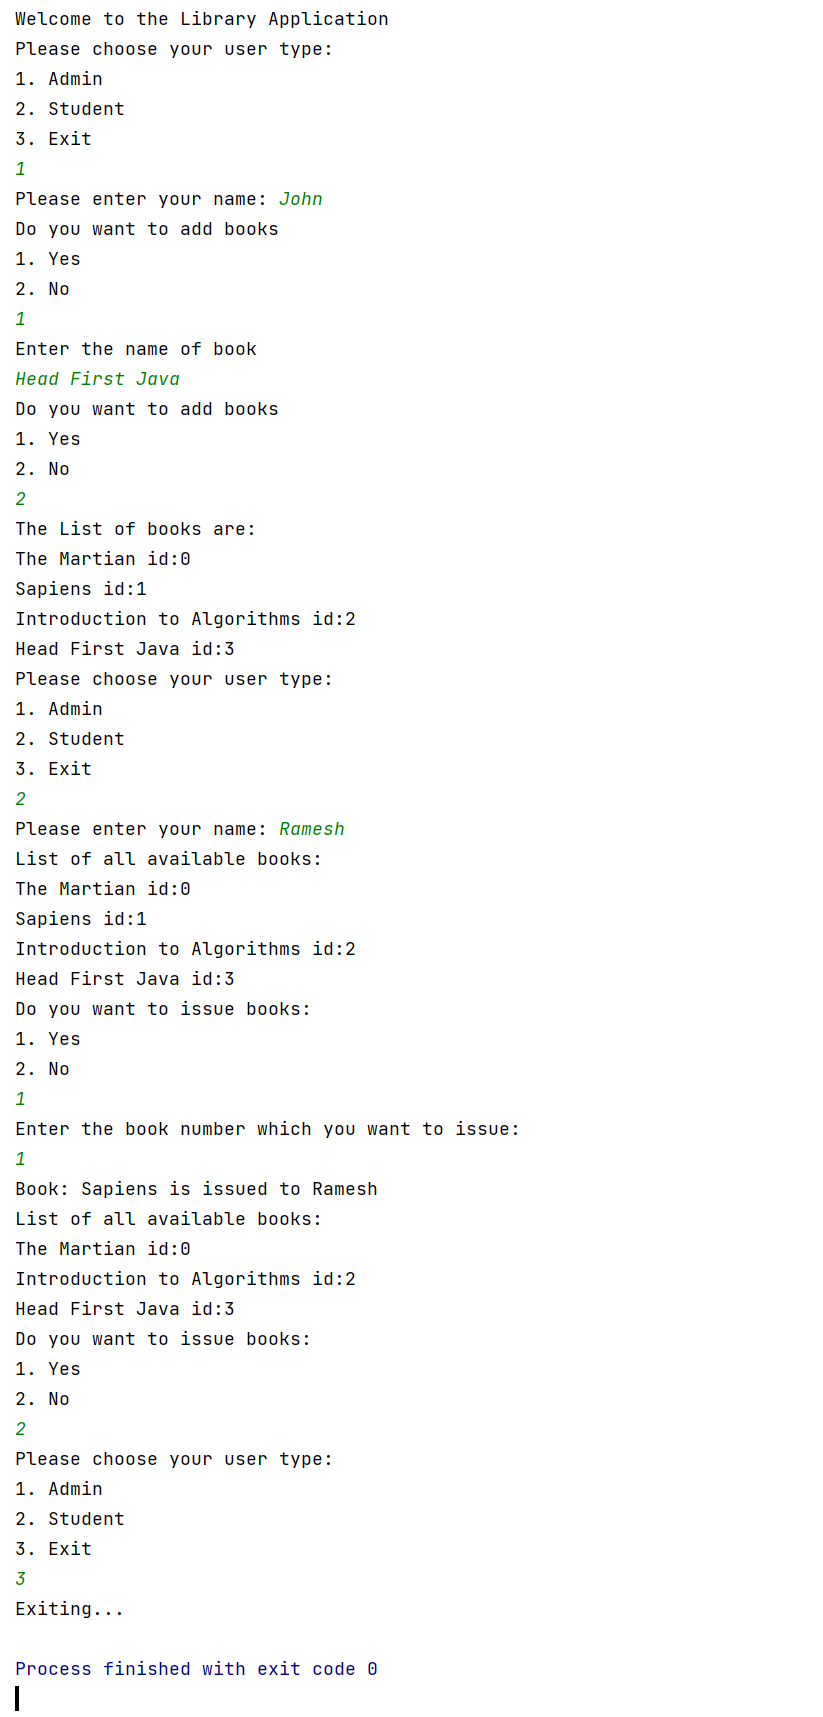 Welcome to the Library Application
Please choose your user type:
1. Admin
2. Student
3. Exit
1
Please enter your name: John
Do you want to add books
1. Yes
2. No
1
Enter the name of book
Head First Java
Do you want to add books
1. Yes
2. No
2
The List of books are:
The Martian id:0
Sapiens id:1
Introduction to Algorithms id:2
Head First Java id:3
Please choose your user type:
1. Admin
2. Student
3. Exit
2
Please enter your name: Ramesh
List of all available books:
The Martian id:0
Sapiens id:1
Introduction to Algorithms id:2
Head First Java id:3
Do you want to issue books:
1. Yes
2. No
1
Enter the book number which you want to issue:
1
Book: Sapiens is issued to Ramesh
List of all available books:
The Martian id:0
Introduction to Algorithms id:2
Head First Java id:3
Do you want to issue books:
1. Yes
2. No
2
Please choose your user type:
1. Admin
2. Student
3. Exit
3
Exiting...
Process finished with exit code 0